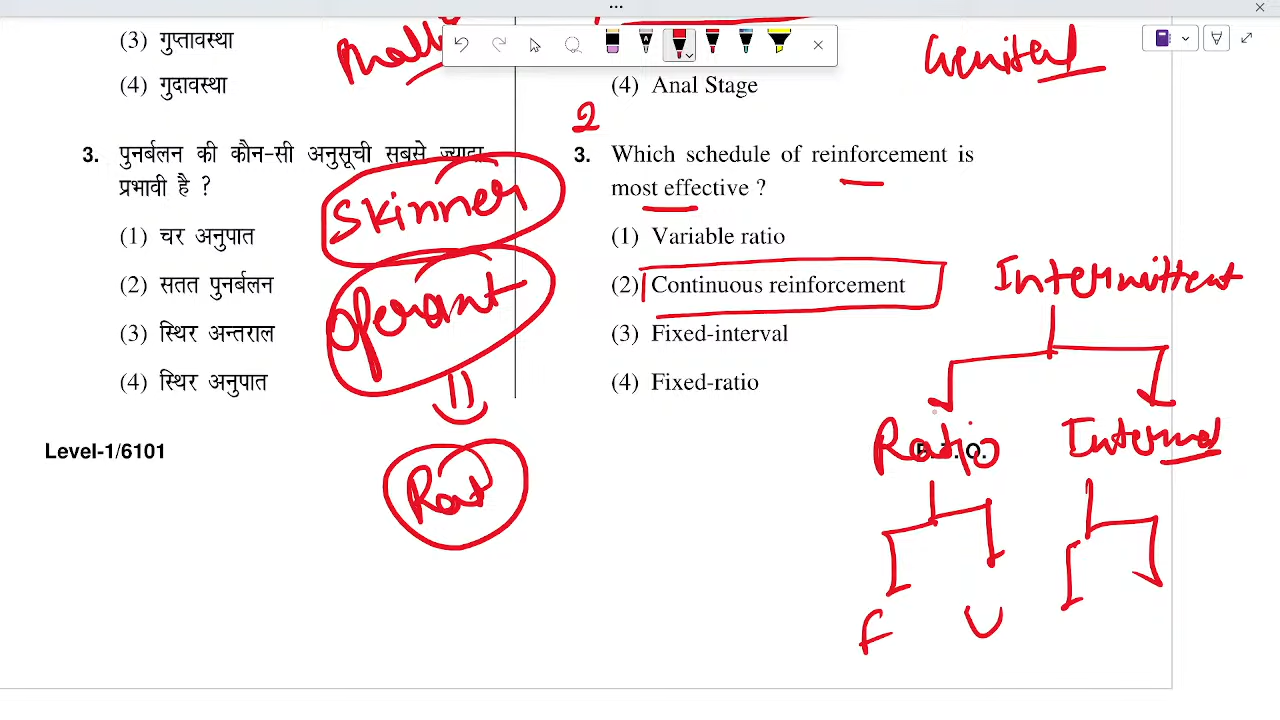 (3) गुप्तावस्था
(4) गुदावस्था
(4) Anal Stage
Genital
2
3. पुनर्बलन की कौन-सी अनुसूची सबसे ज्यादा
प्रभावी है ?
(1) चर अनुपात
(2) सतत पुनर्बलन
(3) स्थिर अन्तराल
(4) स्थिर अनुपात
Skinner
operant
Rat
3. Which schedule of reinforcement is
most effective ?
(1) Variable ratio
(2) Continuous reinforcement
(3) Fixed-interval
(4) Fixed-ratio
Intermittent
Ratio
Interval
F
V
Level-1/6101